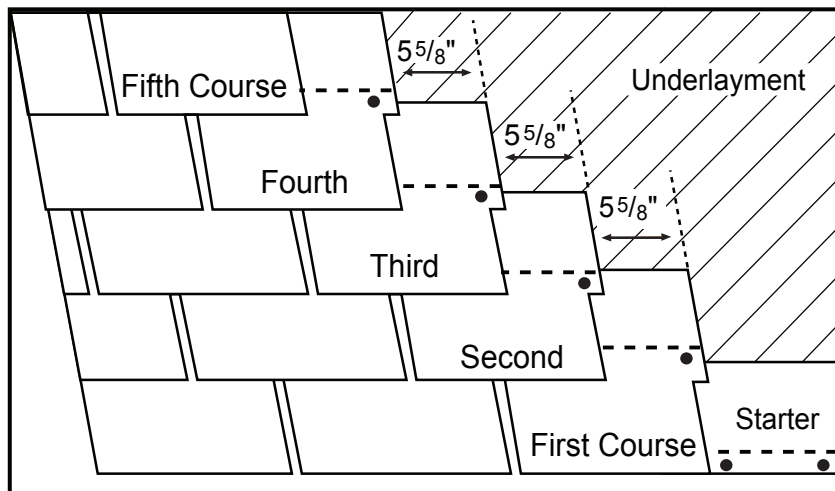 5 5/8"
Underlayment
Fifth Course
5 5/8"
Fourth
5 5/8"
Third
Second
Starter
First Course